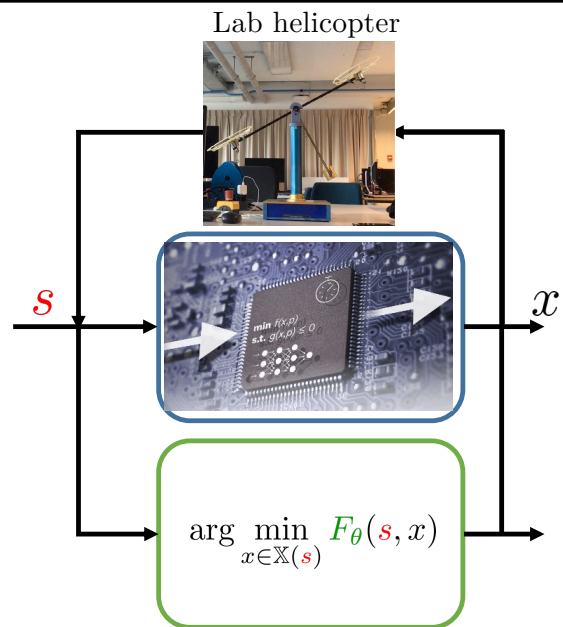 Lab helicopter
s
x
min f(x,p)
s.t. g(x,p) ≤ 0
arg min F_θ(s, x)
x∈𝕏(s)